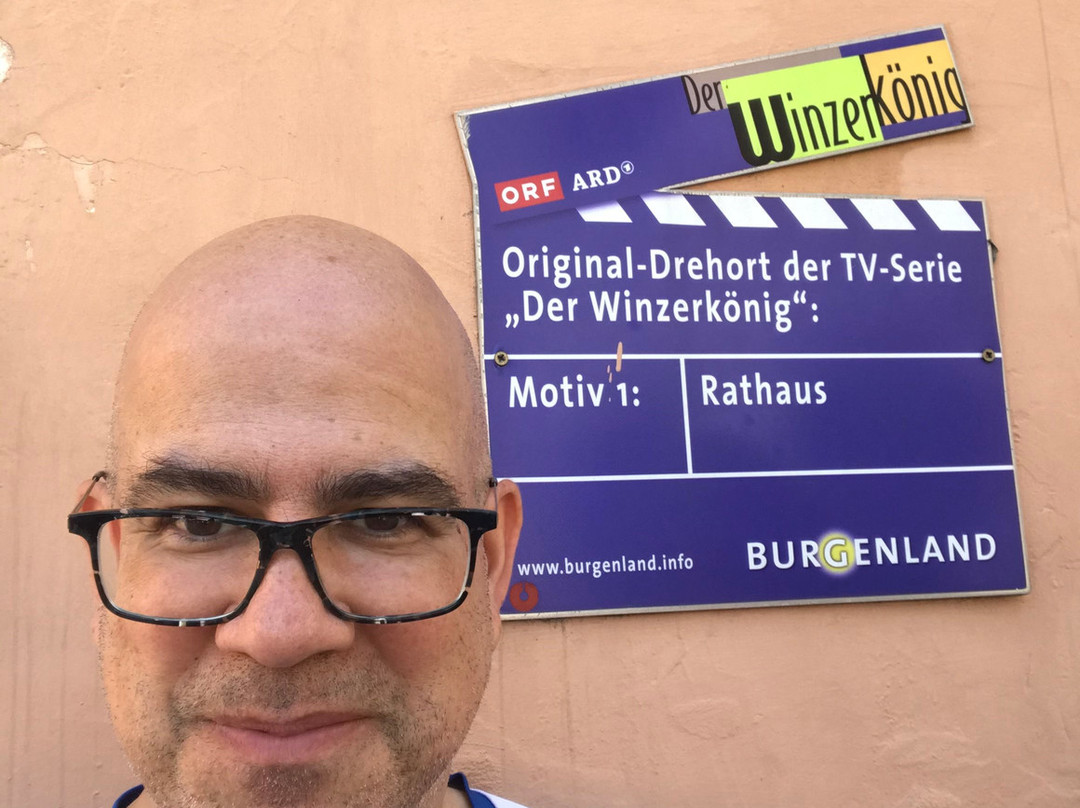 Der Winzerkönig
ORF ARD
Original-Drehort der TV-Serie
„Der Winzerkönig“:
Motiv 1: Rathaus
www.burgenland.info BURGENLAND